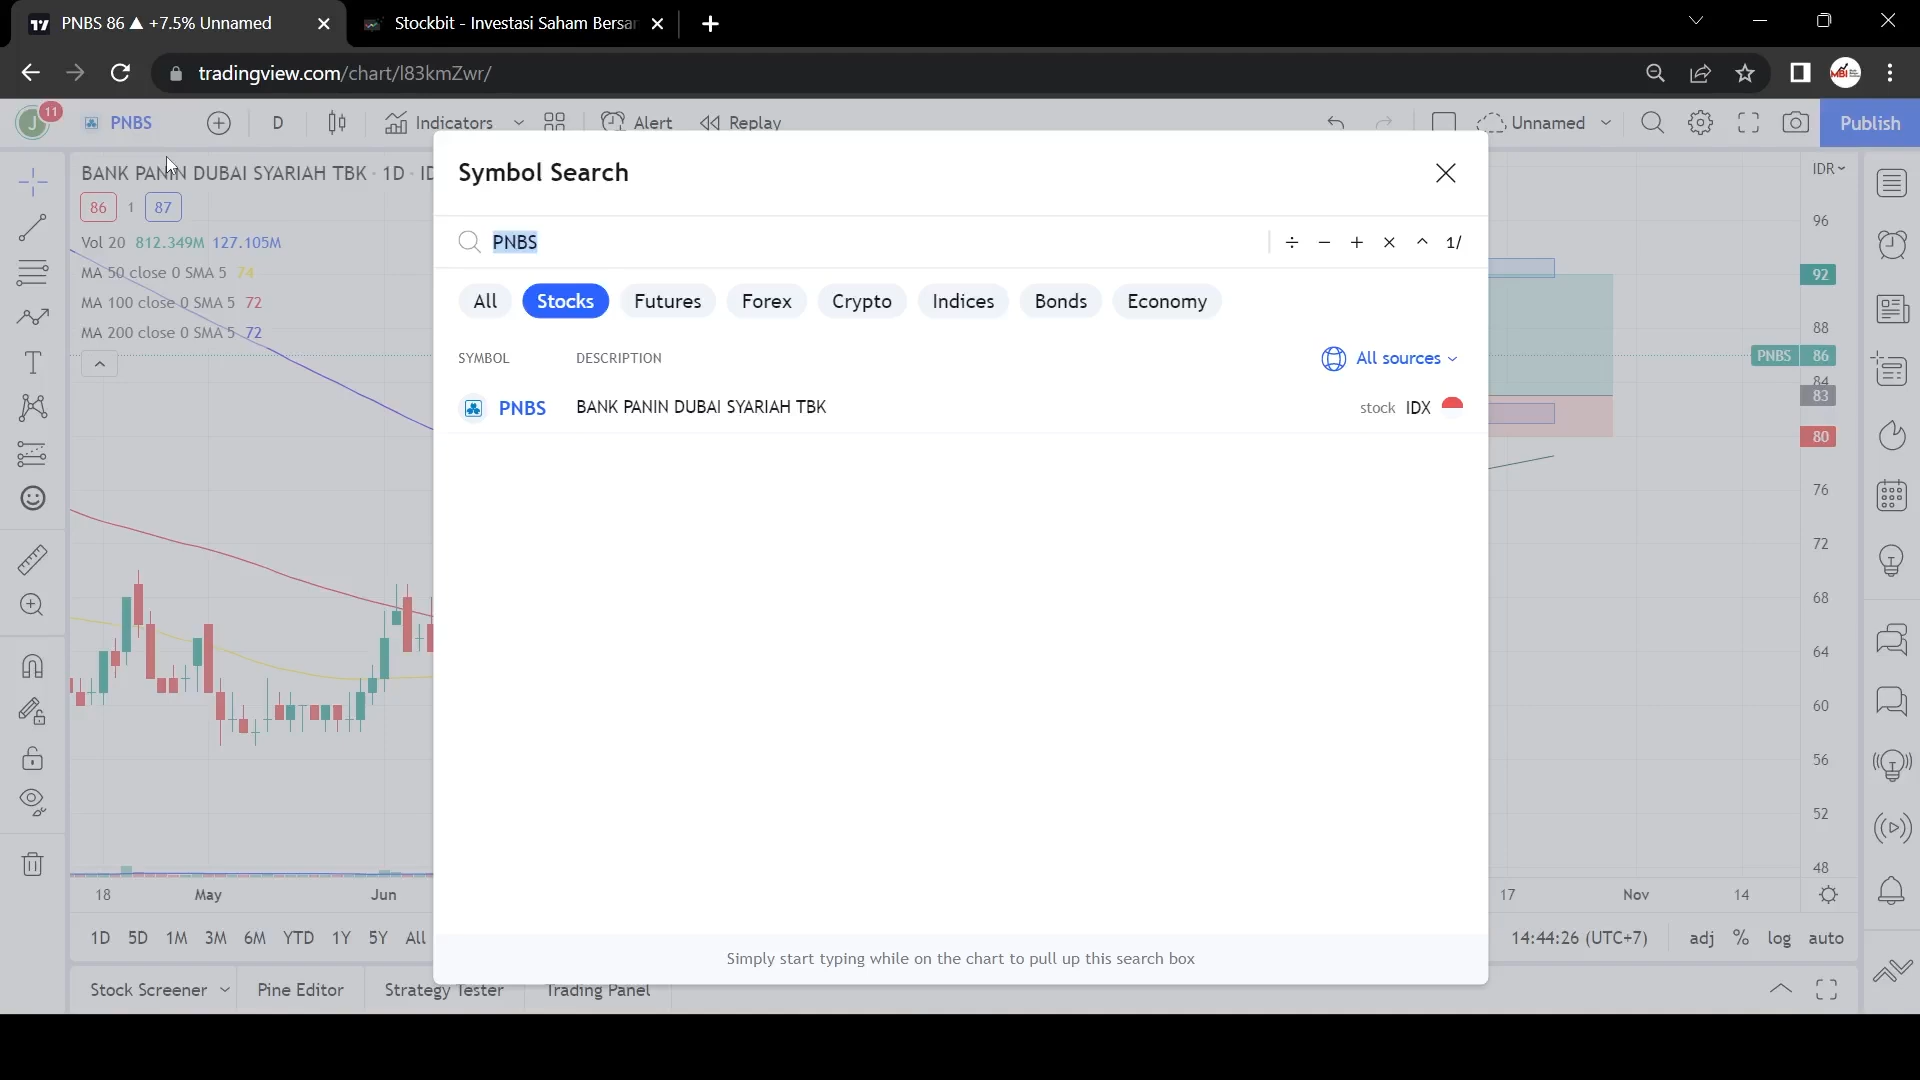 PNBS 86 ▲ +7.5% Unnamed
Stockbit - Investasi Saham Bersar
tradingview.com/chart/l83kmZwr/
J 11 PNBS D Indicators Alert Replay Unnamed Publish
BANK PANIN DUBAI SYARIAH TBK · 1D · ID
86 1 87
Vol 20 812.349M 127.105M
MA 50 close 0 SMA 5 74
MA 100 close 0 SMA 5 72
MA 200 close 0 SMA 5 72
Symbol Search
PNBS
÷ − + × ^ 1/
All Stocks Futures Forex Crypto Indices Bonds Economy
SYMBOL DESCRIPTION All sources
PNBS BANK PANIN DUBAI SYARIAH TBK stock IDX
Simply start typing while on the chart to pull up this search box
IDR
96
92
88
PNBS 86
84
83
80
76
72
68
64
60
56
52
48
18 May Jun 17 Nov 14
1D 5D 1M 3M 6M YTD 1Y 5Y All
14:44:26 (UTC+7) adj % log auto
Stock Screener Pine Editor Strategy Tester Trading Panel